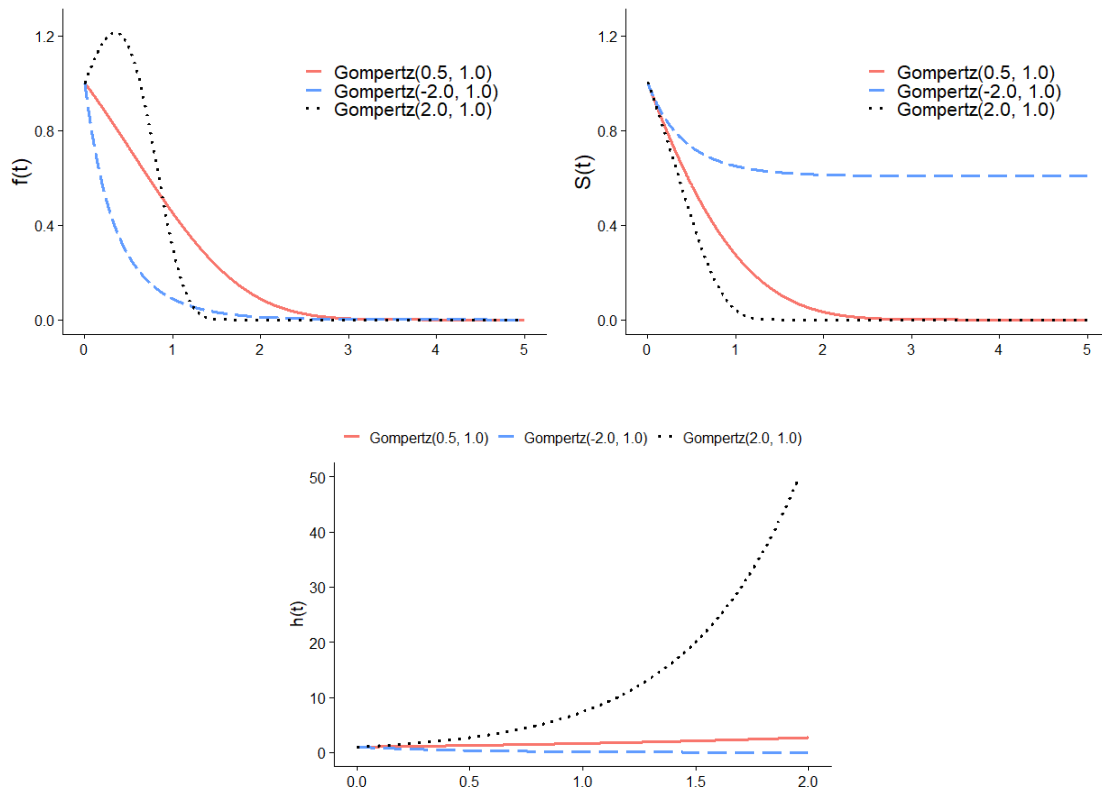 f(t)
1.2
0.8
0.4
0.0
Gompertz(0.5, 1.0)
Gompertz(-2.0, 1.0)
Gompertz(2.0, 1.0)
0 1 2 3 4 5
S(t)
1.2
0.8
0.4
0.0
Gompertz(0.5, 1.0)
Gompertz(-2.0, 1.0)
Gompertz(2.0, 1.0)
0 1 2 3 4 5
Gompertz(0.5, 1.0) Gompertz(-2.0, 1.0) Gompertz(2.0, 1.0)
h(t)
50
40
30
20
10
0
0.0 0.5 1.0 1.5 2.0